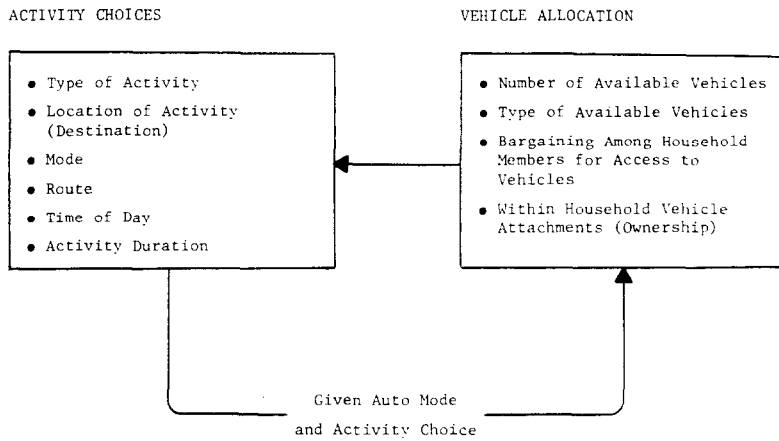 ACTIVITY CHOICES
• Type of Activity
• Location of Activity
(Destination)
• Mode
• Route
• Time of Day
• Activity Duration
VEHICLE ALLOCATION
• Number of Available Vehicles
• Type of Available Vehicles
• Bargaining Among Household
Members for Access to
Vehicles
• Within Household Vehicle
Attachments (Ownership)
Given Auto Mode
and Activity Choice